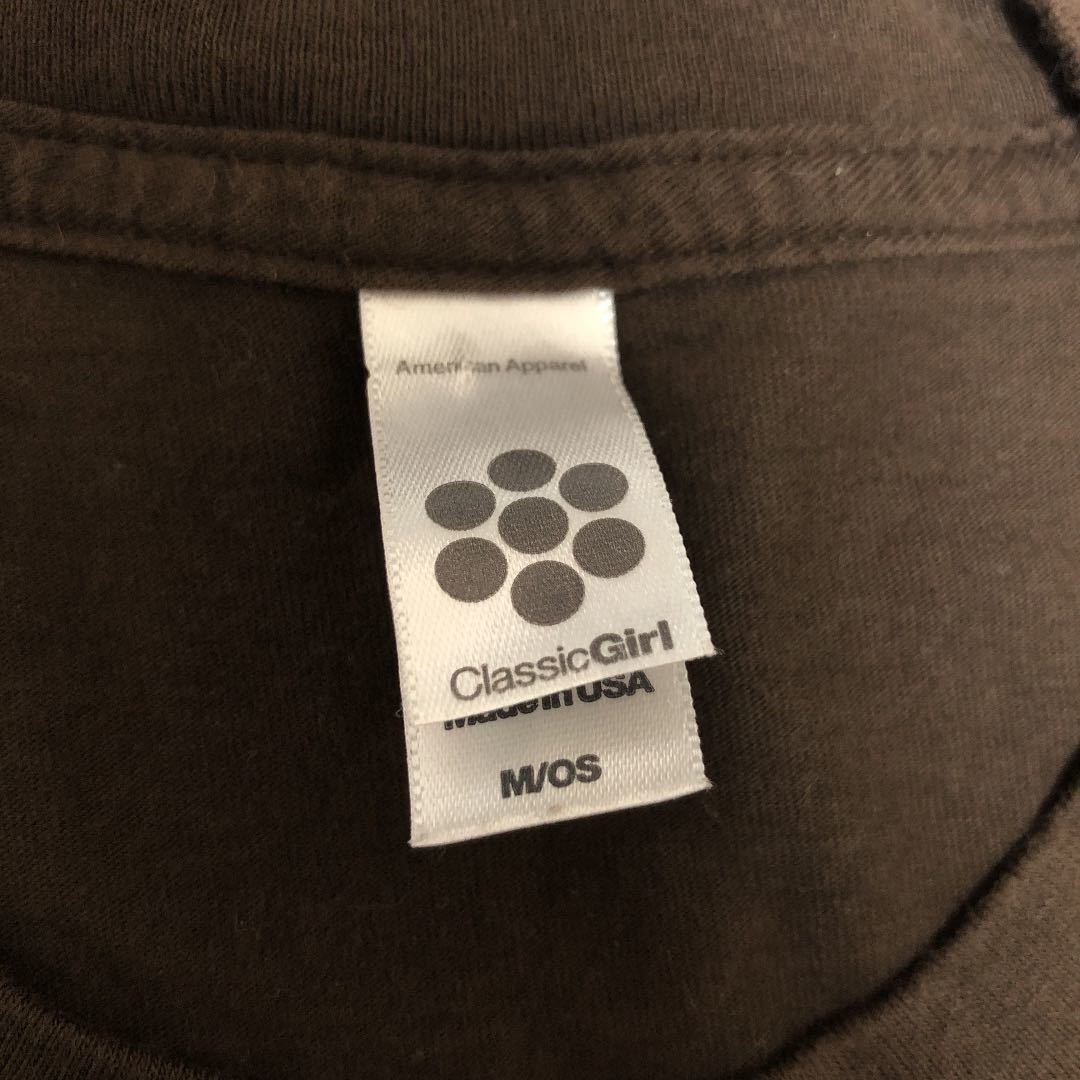 American Apparel
ClassicGirl
Made in USA
M/OS